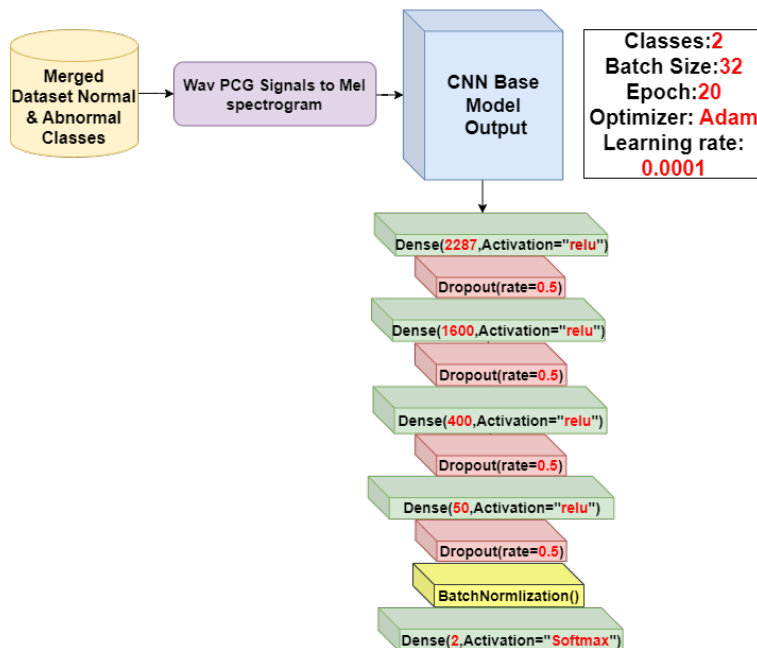 Merged
Dataset Normal
& Abnormal
Classes
Wav PCG Signals to Mel
spectrogram
CNN Base
Model
Output
Classes:2
Batch Size:32
Epoch:20
Optimizer: Adam
Learning rate:
0.0001
Dense(2287,Activation="relu")
Dropout(rate=0.5)
Dense(1600,Activation="relu")
Dropout(rate=0.5)
Dense(400,Activation="relu")
Dropout(rate=0.5)
Dense(50,Activation="relu")
Dropout(rate=0.5)
BatchNormlization()
Dense(2,Activation="Softmax")